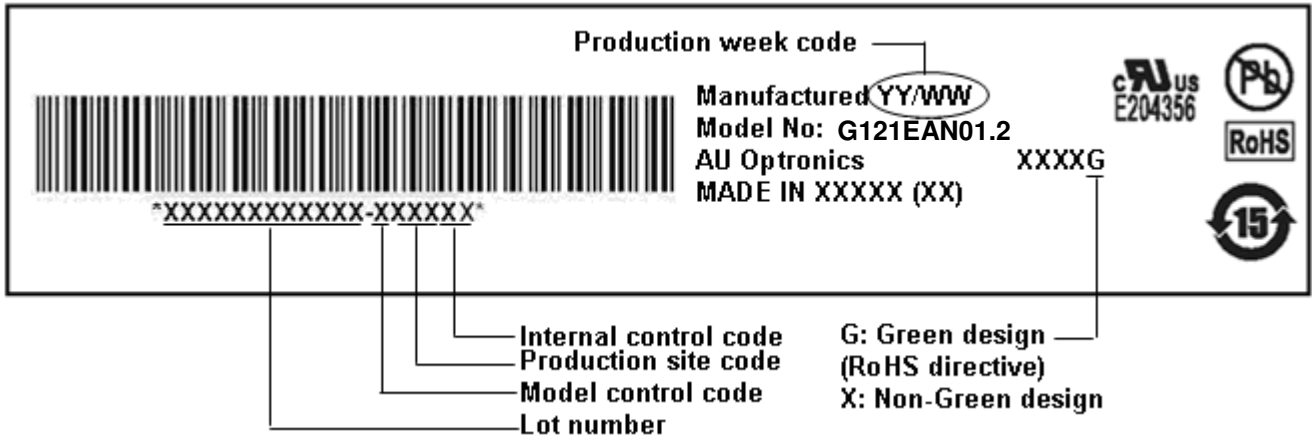 Production week code
Manufactured YY/WW
Model No: G121EAN01.2
AU Optronics XXXXG
MADE IN XXXXX (XX)
*XXXXXXXXXXXX-XXXXXX*
c RU us
E204356
Pb
RoHS
15
Internal control code
Production site code
Model control code
Lot number
G: Green design
(RoHS directive)
X: Non-Green design